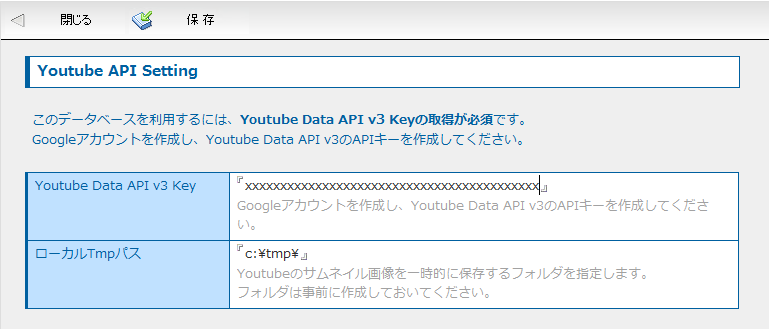 閉じる 保 存
Youtube API Setting
このデータベースを利用するには、Youtube Data API v3 Keyの取得が必須です。
Googleアカウントを作成し、Youtube Data API v3のAPIキーを作成してください。
Youtube Data API v3 Key
『xxxxxxxxxxxxxxxxxxxxxxxxxxxxxxxxxxxxxxxxxx』
Googleアカウントを作成し、Youtube Data API v3のAPIキーを作成してくださ
い。
ローカルTmpパス
『c:¥tmp¥』
Youtubeのサムネイル画像を一時的に保存するフォルダを指定します。
フォルダは事前に作成しておいてください。